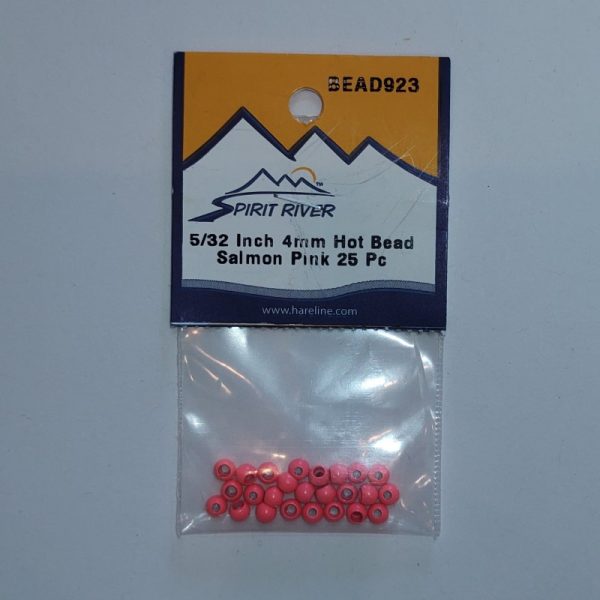 BEAD923
TM
SPIRIT RIVER
5/32 Inch 4mm Hot Bead
Salmon Pink 25 Pc
www.hareline.com